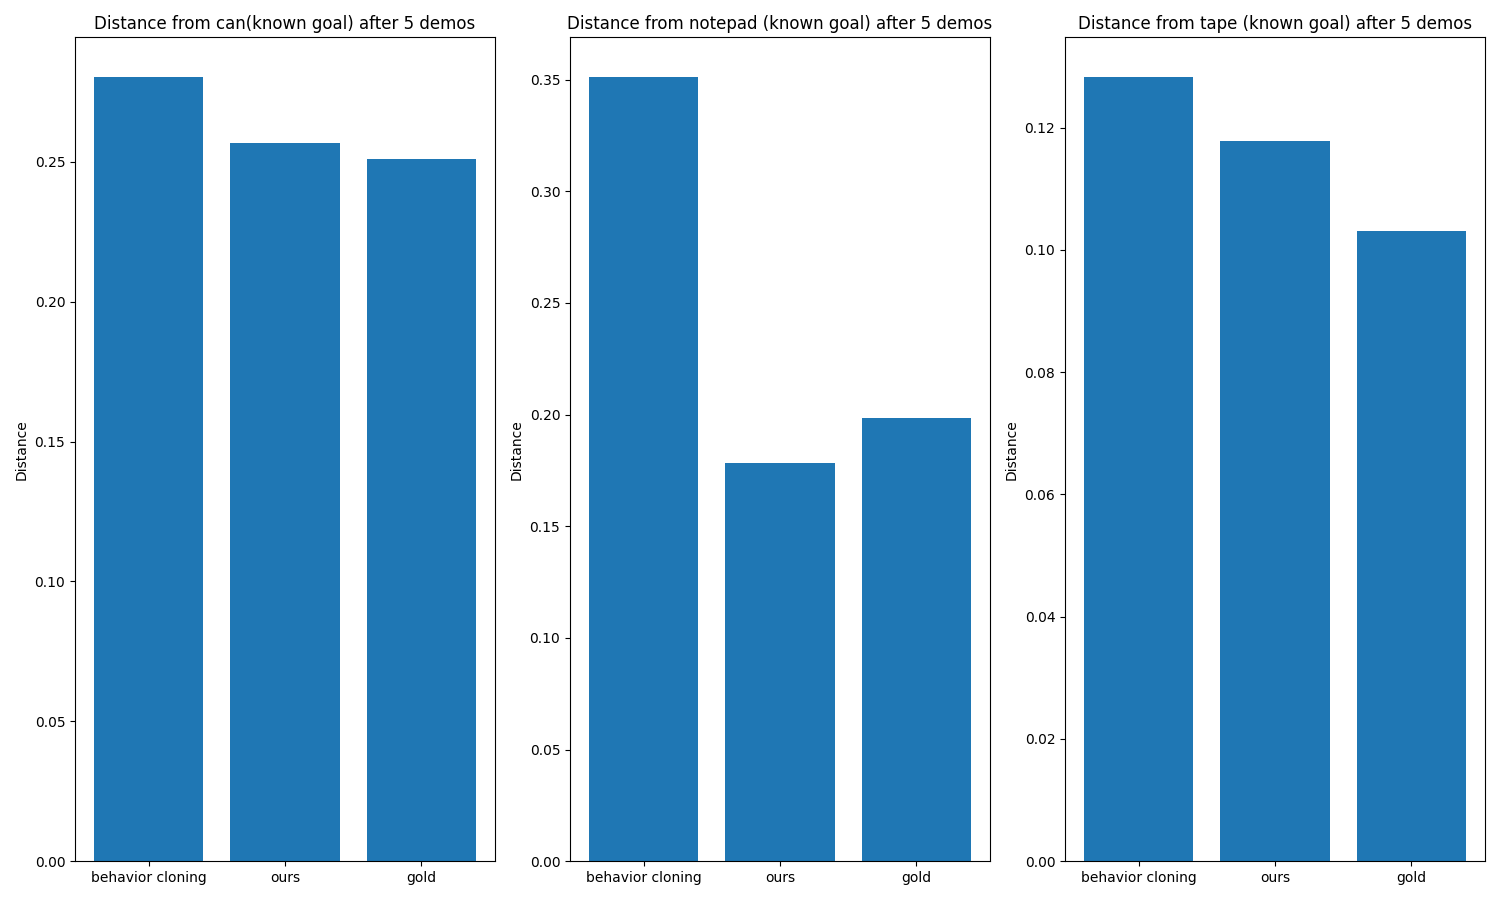 Distance from can(known goal) after 5 demos
Distance
0.25
0.20
0.15
0.10
0.05
0.00
behavior cloning
ours
gold
Distance from notepad (known goal) after 5 demos
Distance
0.35
0.30
0.25
0.20
0.15
0.10
0.05
0.00
behavior cloning
ours
gold
Distance from tape (known goal) after 5 demos
Distance
0.12
0.10
0.08
0.06
0.04
0.02
0.00
behavior cloning
ours
gold